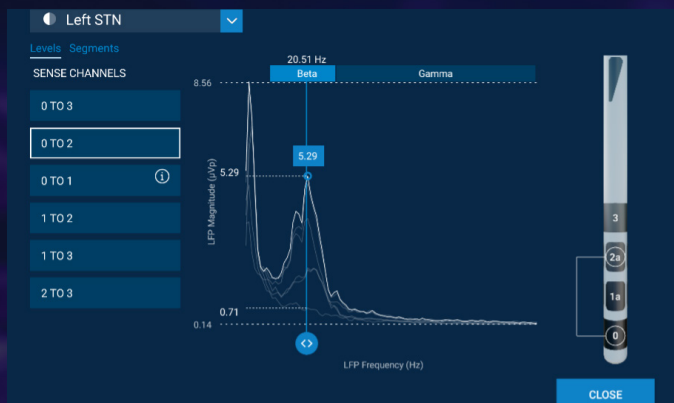 Left STN
Levels Segments
SENSE CHANNELS
0 TO 3
0 TO 2
0 TO 1
1 TO 2
1 TO 3
2 TO 3
20.51 Hz
Beta
Gamma
8.56
5.29
5.29
0.71
0.14
LFP Magnitude (μVp)
LFP Frequency (Hz)
3
2a
1a
0
CLOSE